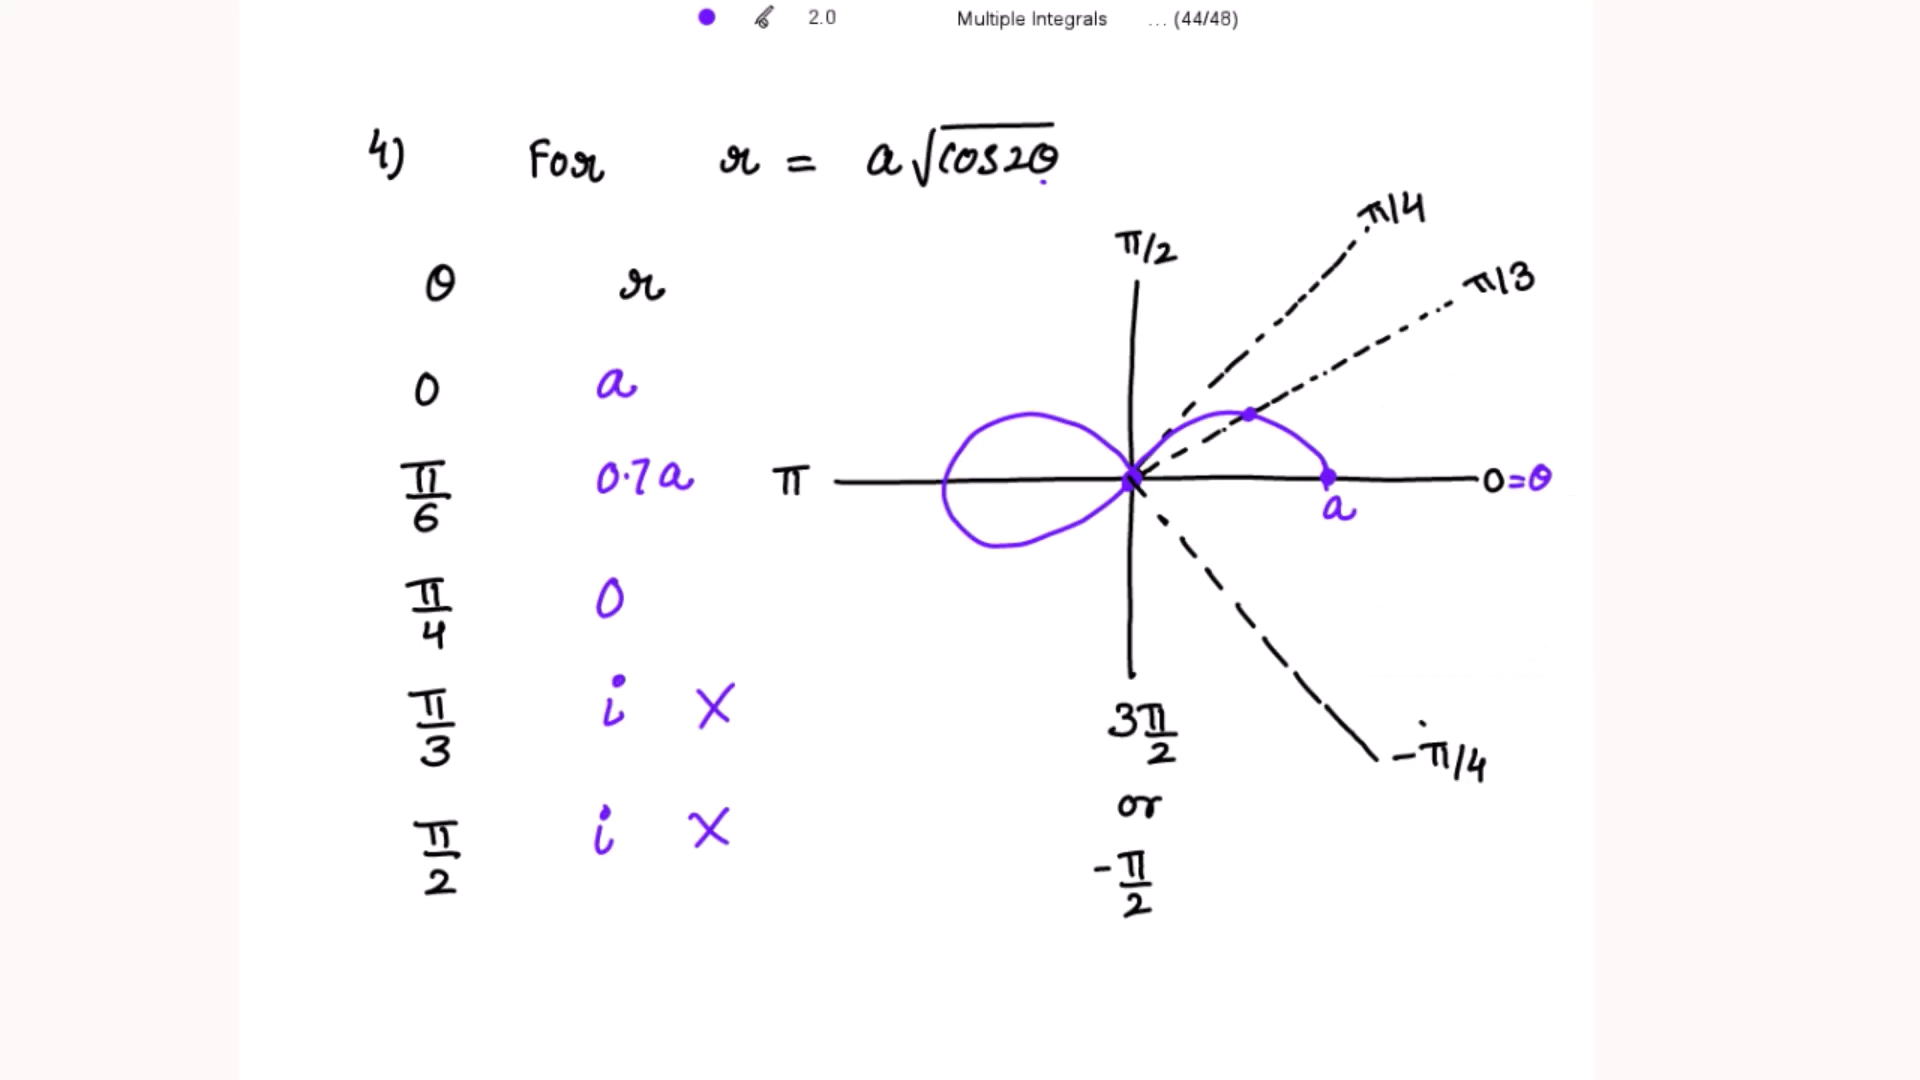 2.0 Multiple Integrals ... (44/48)
4) For r = a√cos2θ
θ r
0 a
π/6 0.7a
π/4 0
π/3 i X
π/2 i X
π/2
π/4
π/3
π
0=θ
a
3π/2
or
-π/2
-π/4